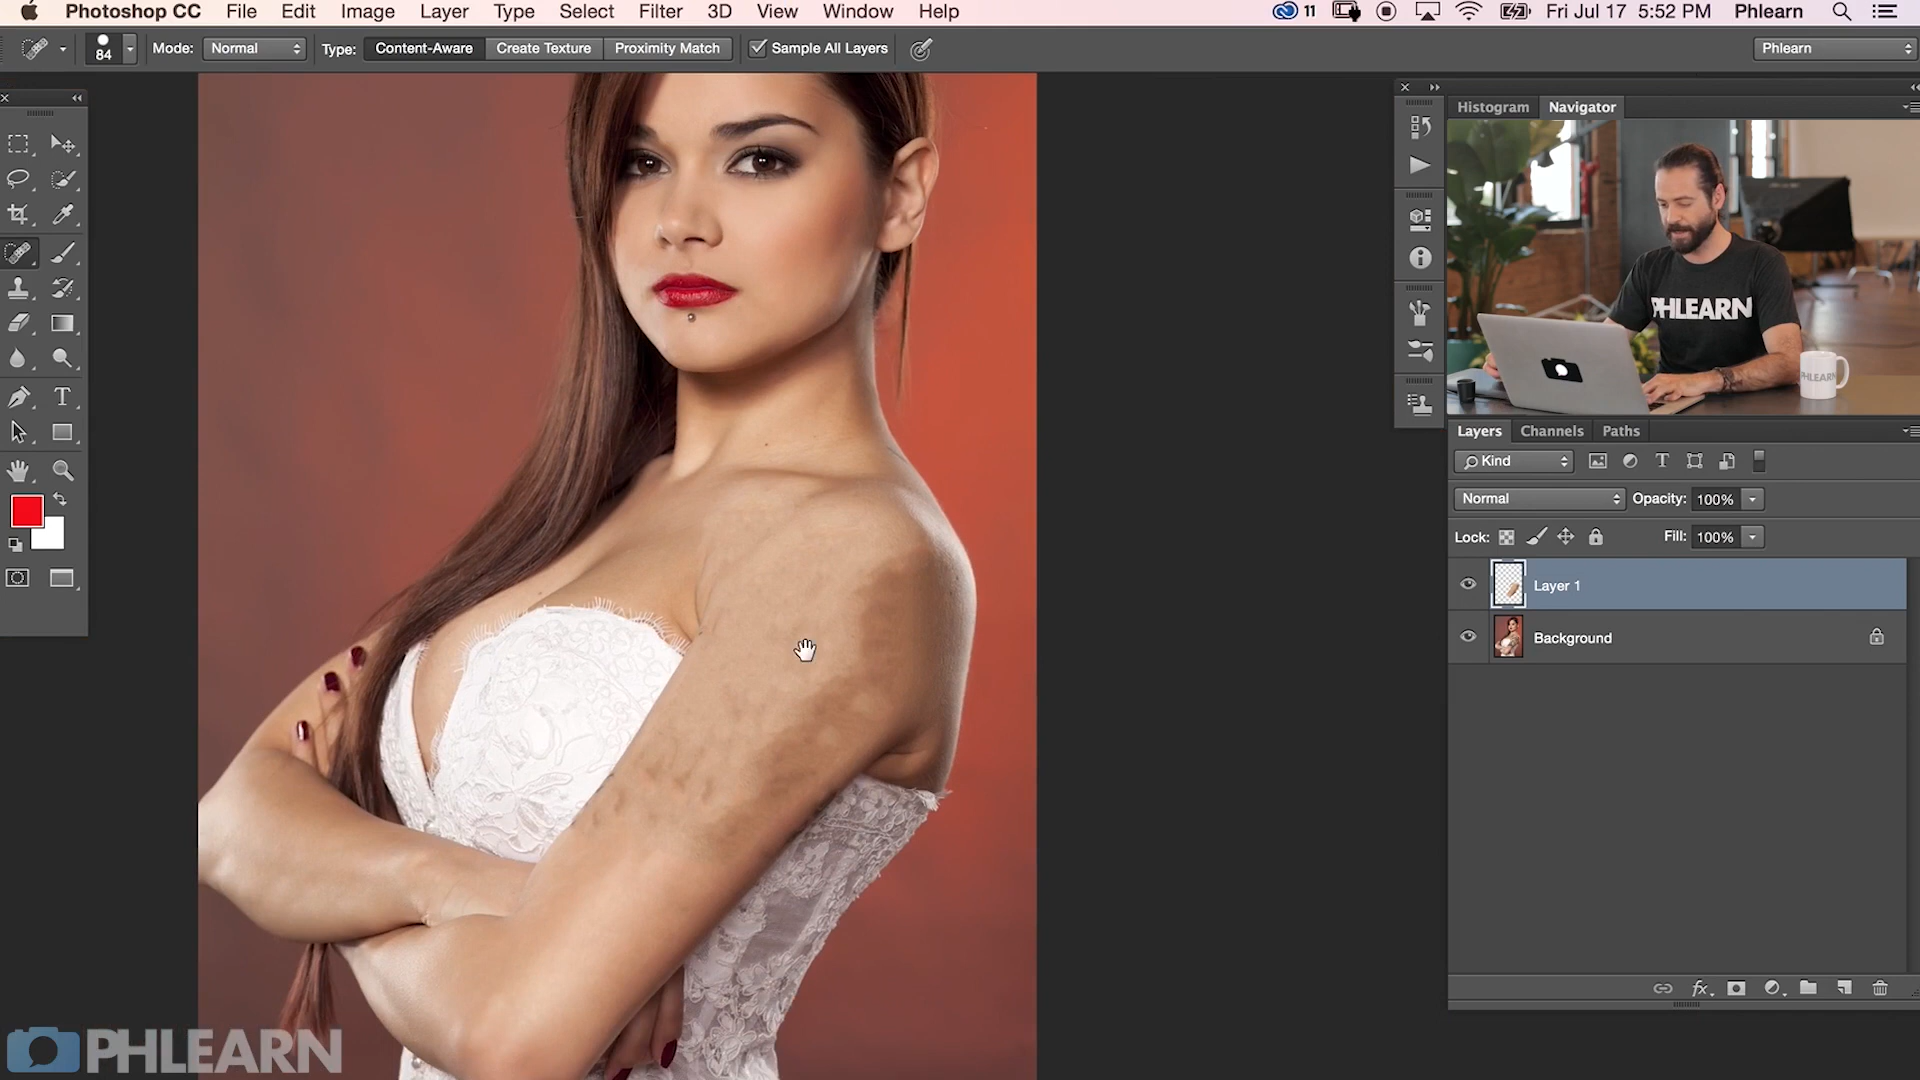 Photoshop CC File Edit Image Layer Type Select Filter 3D View Window Help 11 Fri Jul 17 5:52 PM Phlearn
84 Mode: Normal Type: Content-Aware Create Texture Proximity Match Sample All Layers Phlearn
Histogram Navigator
PHLEARN
PHLEARN
Layers Channels Paths
Kind
Normal Opacity: 100%
Lock: Fill: 100%
Layer 1
Background
PHLEARN